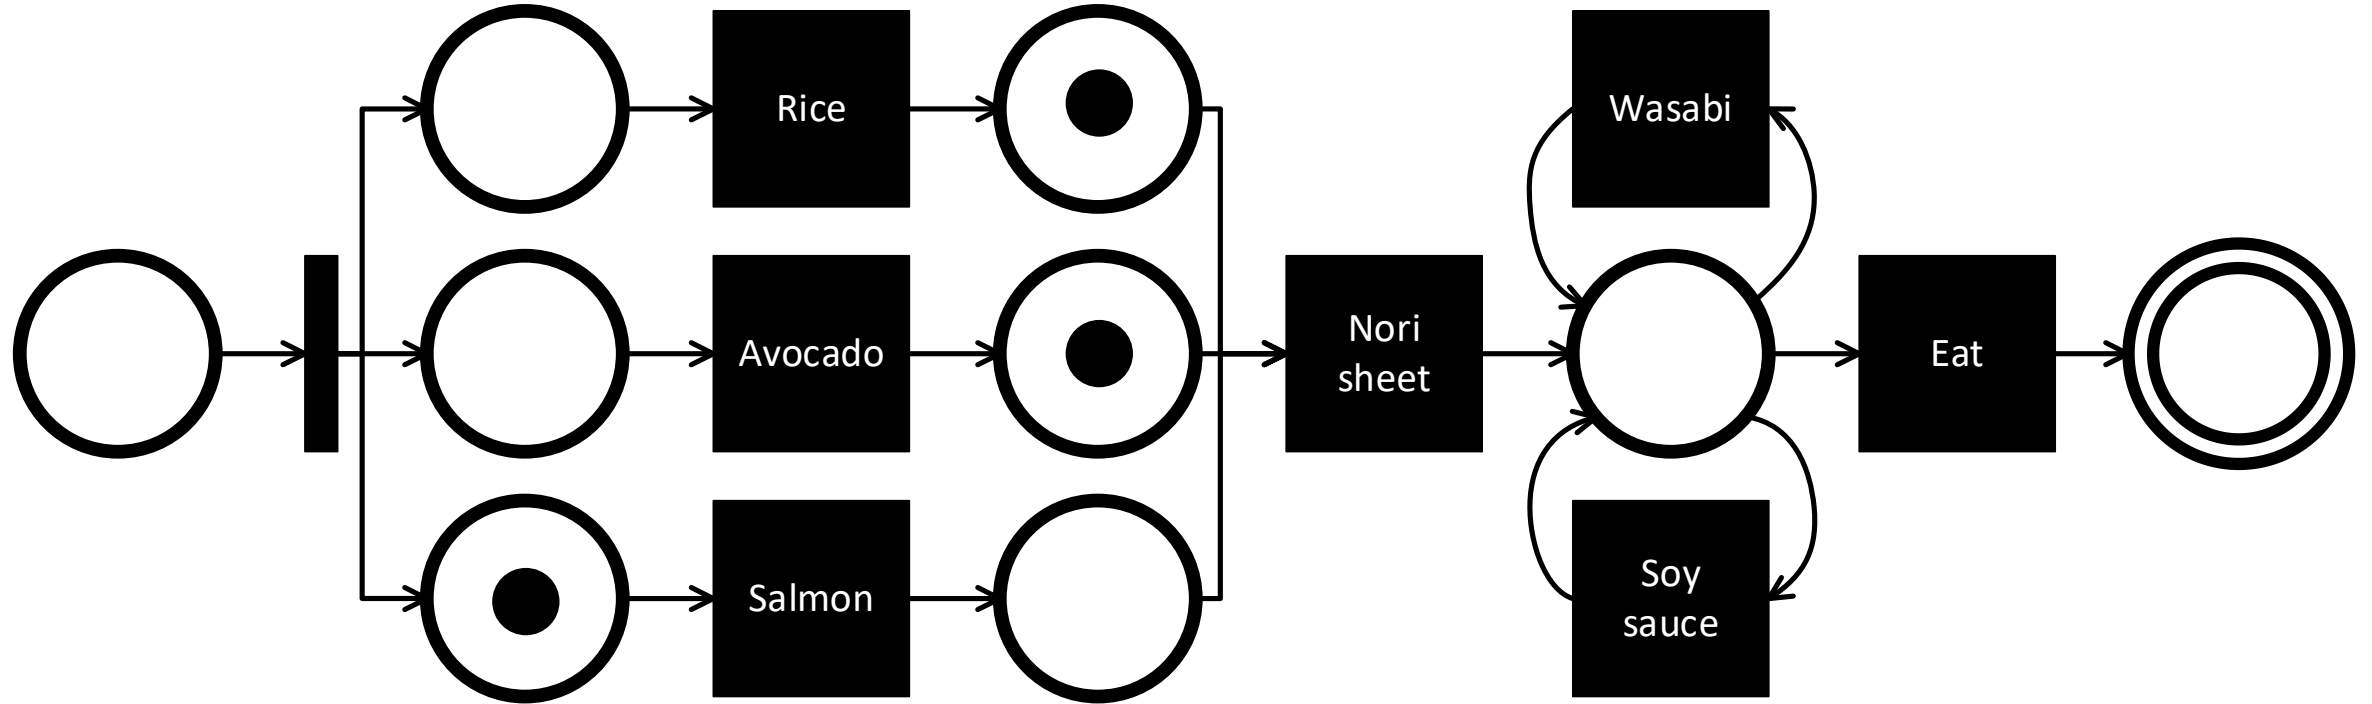 Rice
Wasabi
Avocado
Nori
sheet
Eat
Salmon
Soy
sauce